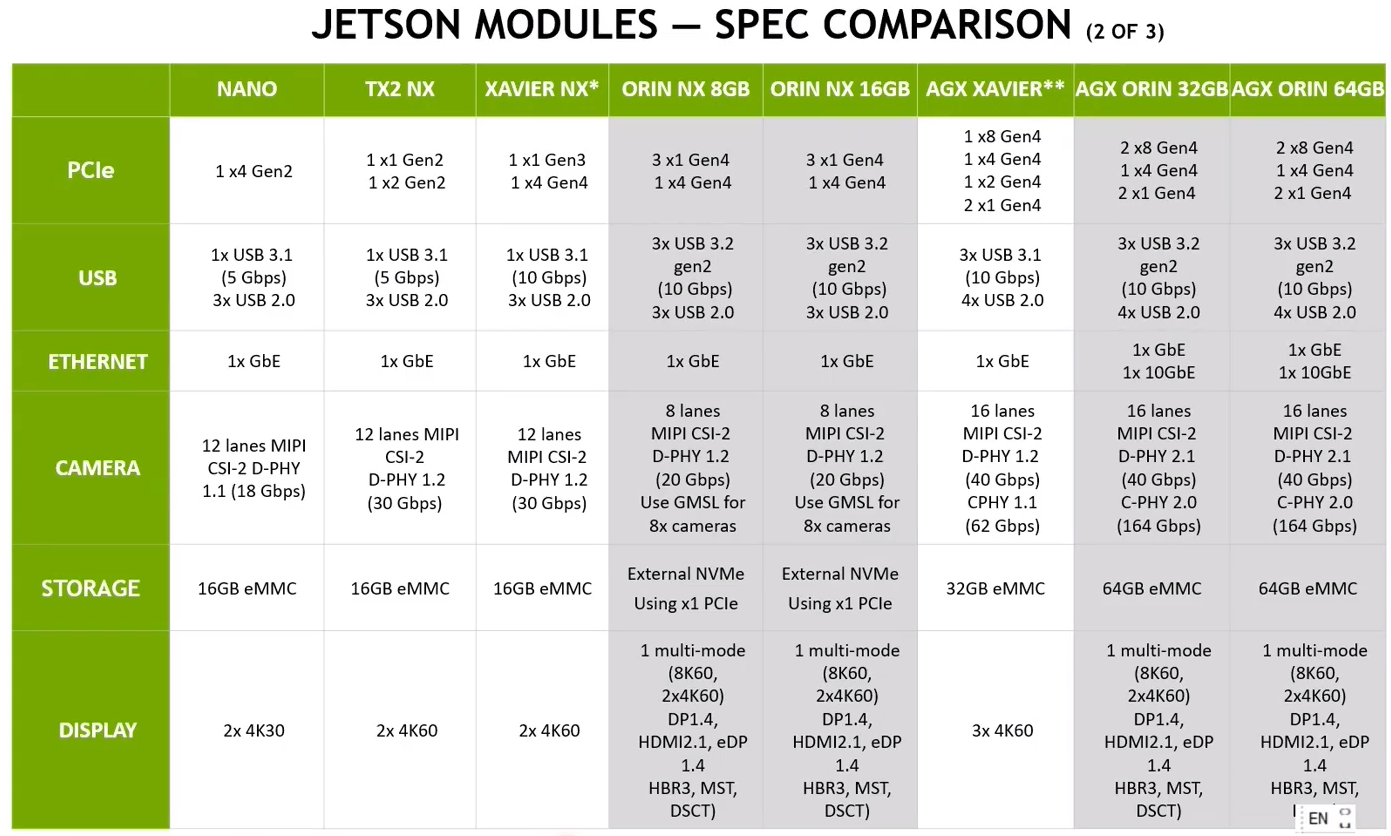 JETSON MODULES — SPEC COMPARISON (2 OF 3)
NANO
TX2 NX
XAVIER NX*
ORIN NX 8GB
ORIN NX 16GB
AGX XAVIER**
AGX ORIN 32GB
AGX ORIN 64GB
PCIe
1 x4 Gen2
1 x1 Gen2
1 x2 Gen2
1 x1 Gen3
1 x4 Gen4
3 x1 Gen4
1 x4 Gen4
3 x1 Gen4
1 x4 Gen4
1 x8 Gen4
1 x4 Gen4
1 x2 Gen4
2 x1 Gen4
2 x8 Gen4
1 x4 Gen4
2 x1 Gen4
2 x8 Gen4
1 x4 Gen4
2 x1 Gen4
USB
1x USB 3.1
(5 Gbps)
3x USB 2.0
1x USB 3.1
(5 Gbps)
3x USB 2.0
1x USB 3.1
(10 Gbps)
3x USB 2.0
3x USB 3.2
gen2
(10 Gbps)
3x USB 2.0
3x USB 3.2
gen2
(10 Gbps)
3x USB 2.0
3x USB 3.1
(10 Gbps)
4x USB 2.0
3x USB 3.2
gen2
(10 Gbps)
4x USB 2.0
3x USB 3.2
gen2
(10 Gbps)
4x USB 2.0
ETHERNET
1x GbE
1x GbE
1x GbE
1x GbE
1x GbE
1x GbE
1x GbE
1x 10GbE
1x GbE
1x 10GbE
CAMERA
12 lanes MIPI
CSI-2 D-PHY
1.1 (18 Gbps)
12 lanes MIPI
CSI-2
D-PHY 1.2
(30 Gbps)
12 lanes
MIPI CSI-2
D-PHY 1.2
(30 Gbps)
8 lanes
MIPI CSI-2
D-PHY 1.2
(20 Gbps)
Use GMSL for
8x cameras
8 lanes
MIPI CSI-2
D-PHY 1.2
(20 Gbps)
Use GMSL for
8x cameras
16 lanes
MIPI CSI-2
D-PHY 1.2
(40 Gbps)
CPHY 1.1
(62 Gbps)
16 lanes
MIPI CSI-2
D-PHY 2.1
(40 Gbps)
C-PHY 2.0
(164 Gbps)
16 lanes
MIPI CSI-2
D-PHY 2.1
(40 Gbps)
C-PHY 2.0
(164 Gbps)
STORAGE
16GB eMMC
16GB eMMC
16GB eMMC
External NVMe
Using x1 PCIe
External NVMe
Using x1 PCIe
32GB eMMC
64GB eMMC
64GB eMMC
DISPLAY
2x 4K30
2x 4K60
2x 4K60
1 multi-mode
(8K60,
2x4K60)
DP1.4,
HDMI2.1, eDP
1.4
HBR3, MST,
DSCT)
1 multi-mode
(8K60,
2x4K60)
DP1.4,
HDMI2.1, eDP
1.4
HBR3, MST,
DSCT)
3x 4K60
1 multi-mode
(8K60,
2x4K60)
DP1.4,
HDMI2.1, eDP
1.4
HBR3, MST,
DSCT)
1 multi-mode
(8K60,
2x4K60)
DP1.4,
HDMI2.1, eDP
1.4
HBR3, MST,
EN